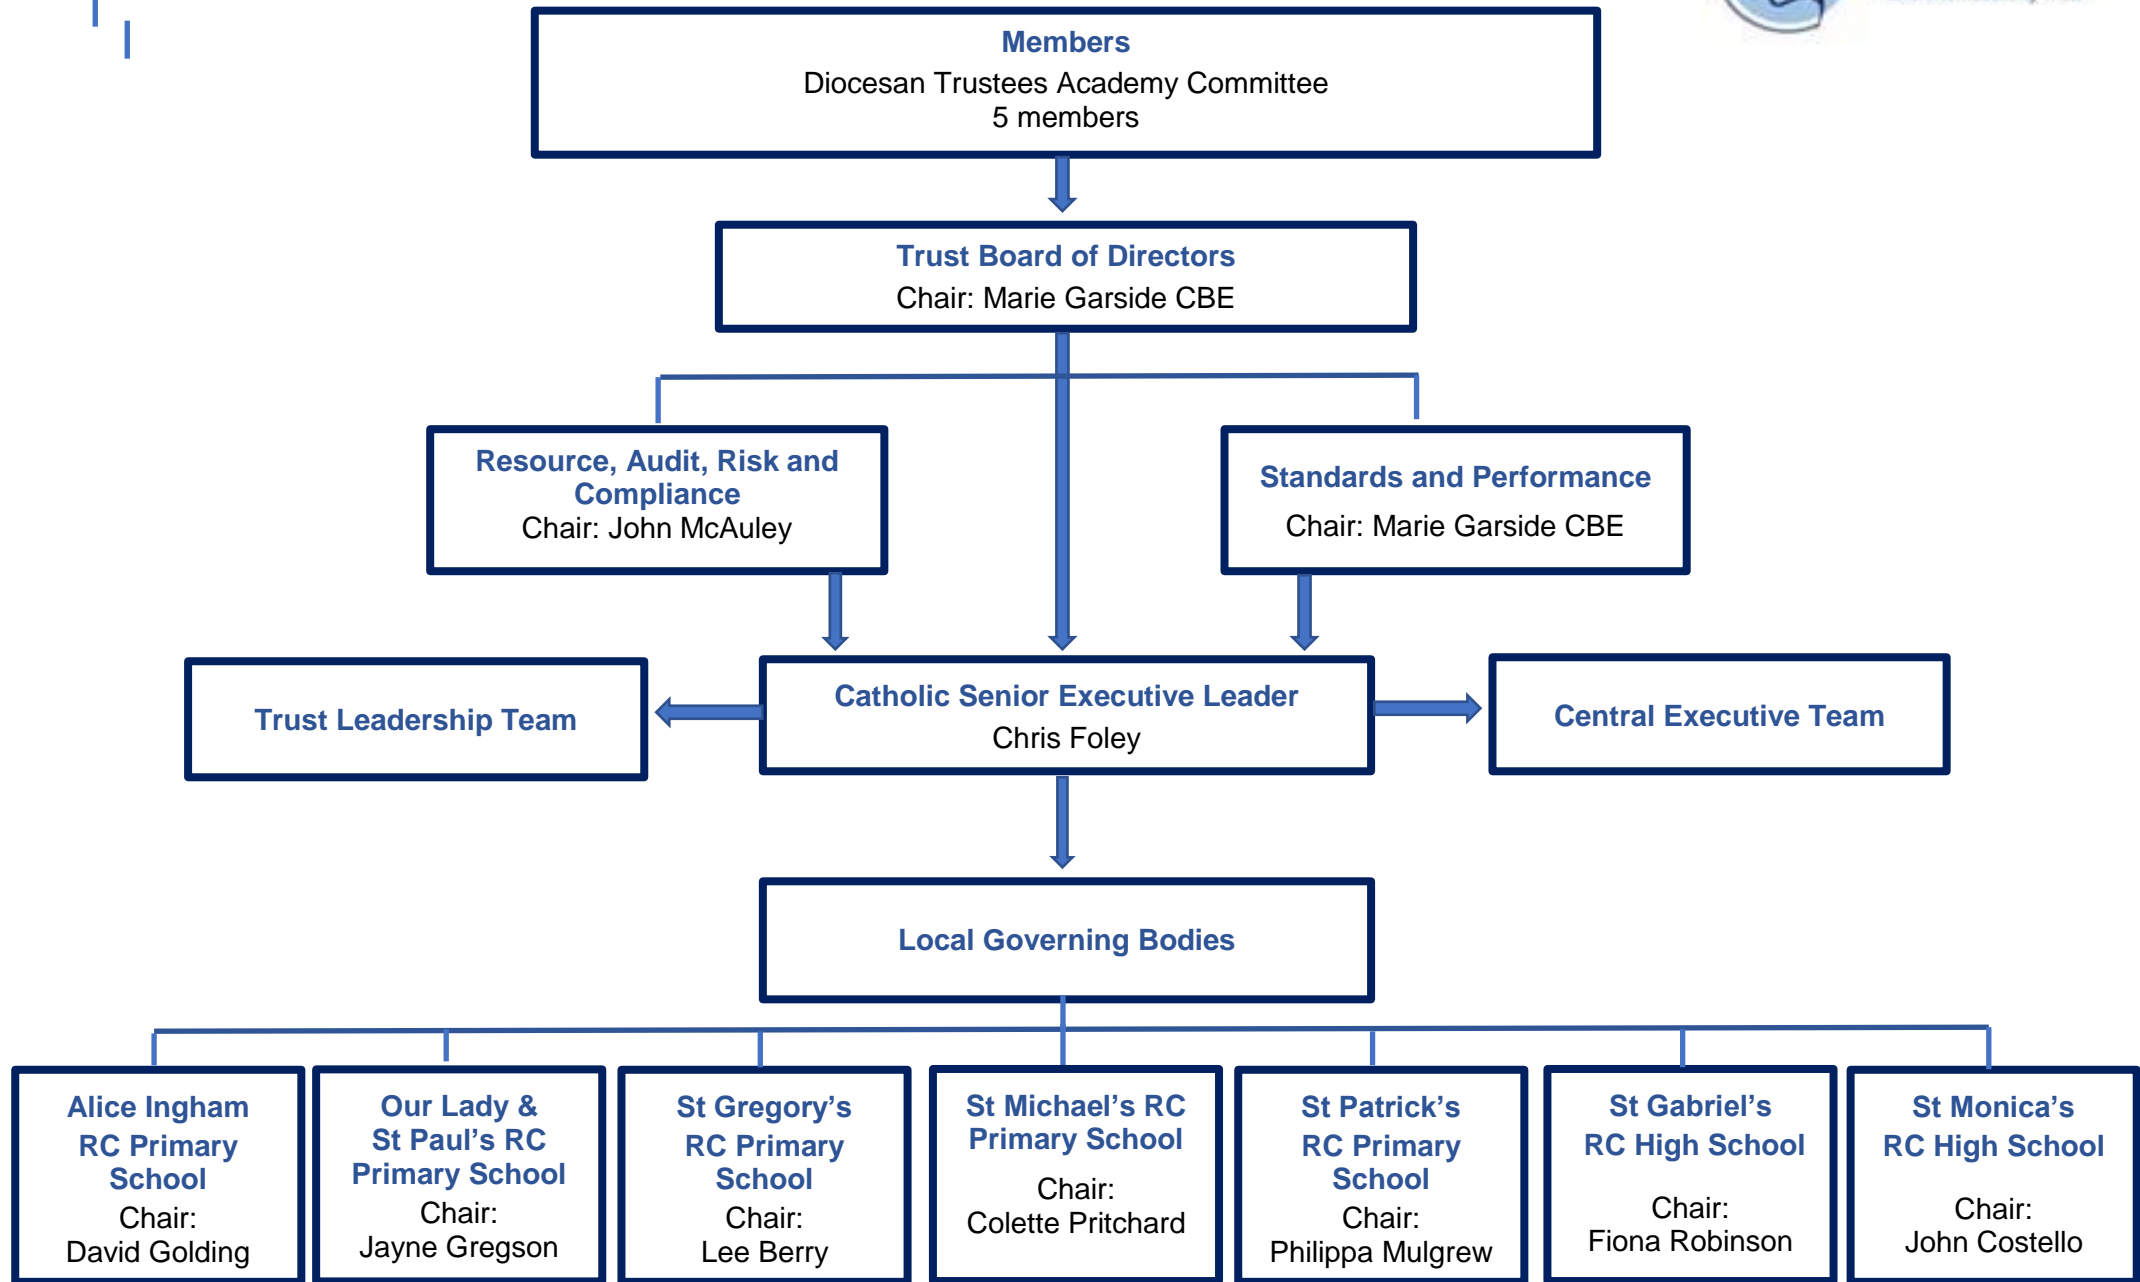 Members
Diocesan Trustees Academy Committee
5 members
Trust Board of Directors
Chair: Marie Garside CBE
Resource, Audit, Risk and
Compliance
Chair: John McAuley
Standards and Performance
Chair: Marie Garside CBE
Trust Leadership Team
Catholic Senior Executive Leader
Chris Foley
Central Executive Team
Local Governing Bodies
Alice Ingham
RC Primary
School
Chair:
David Golding
Our Lady &
St Paul’s RC
Primary School
Chair:
Jayne Gregson
St Gregory’s
RC Primary
School
Chair:
Lee Berry
St Michael’s RC
Primary School
Chair:
Colette Pritchard
St Patrick’s
RC Primary
School
Chair:
Philippa Mulgrew
St Gabriel’s
RC High School
Chair:
Fiona Robinson
St Monica’s
RC High School
Chair:
John Costello